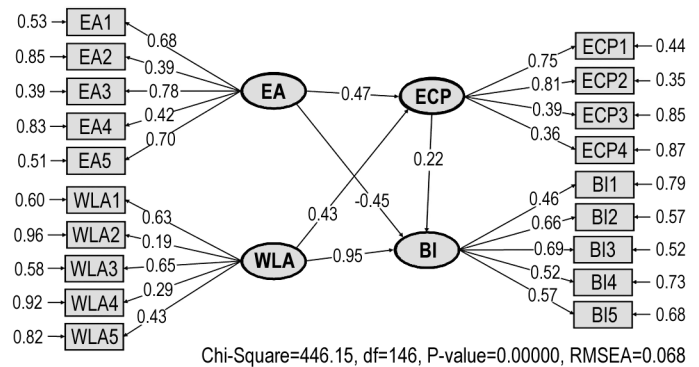 0.53 EA1 0.68
0.85 EA2 0.39
0.39 EA3 0.78
0.83 EA4 0.42
0.51 EA5 0.70
0.60 WLA1 0.63
0.96 WLA2 0.19
0.58 WLA3 0.65
0.92 WLA4 0.29
0.82 WLA5 0.43
EA 0.47 ECP
0.43 -0.45 0.22
WLA 0.95 BI
0.75 ECP1 0.44
0.81 ECP2 0.35
0.39 ECP3 0.85
0.36 ECP4 0.87
0.46 BI1 0.79
0.66 BI2 0.57
0.69 BI3 0.52
0.52 BI4 0.73
0.57 BI5 0.68
Chi-Square=446.15, df=146, P-value=0.00000, RMSEA=0.068